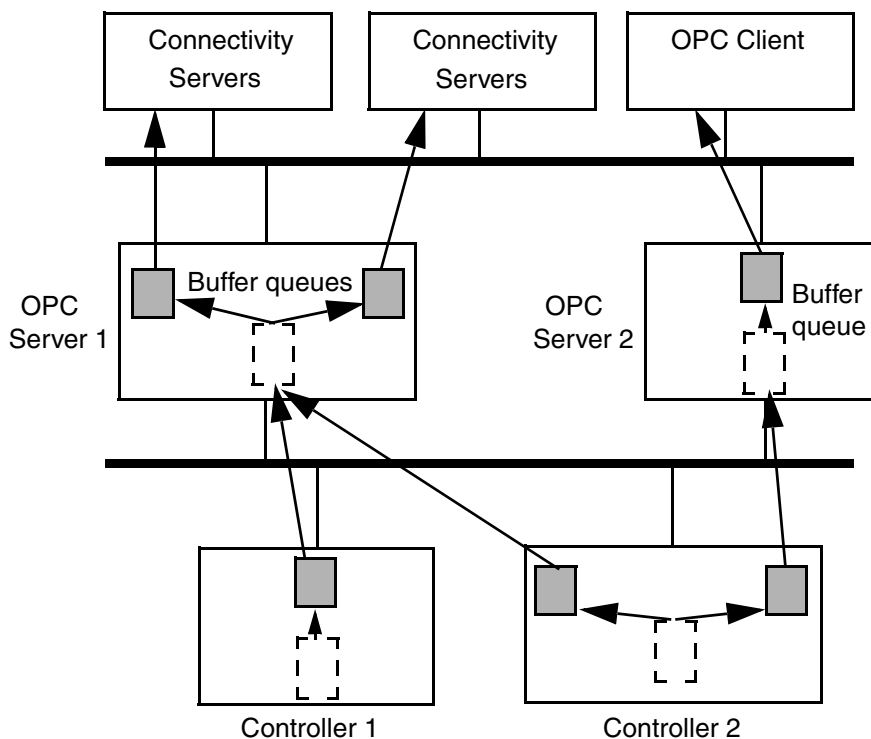 Connectivity
Servers
Connectivity
Servers
OPC Client
Buffer queues
OPC
Server 1
OPC
Server 2
Buffer
queue
Controller 1
Controller 2